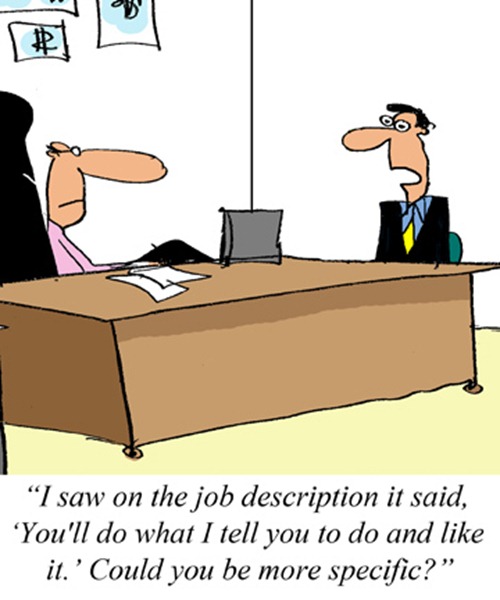 “I saw on the job description it said,
‘You'll do what I tell you to do and like
it.’ Could you be more specific?”